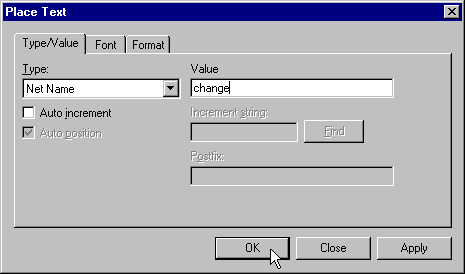 Place Text
Type/Value Font Format
Type: Value
Net Name change
Auto increment Increment string:
Auto position Find
Postfix:
OK Close Apply